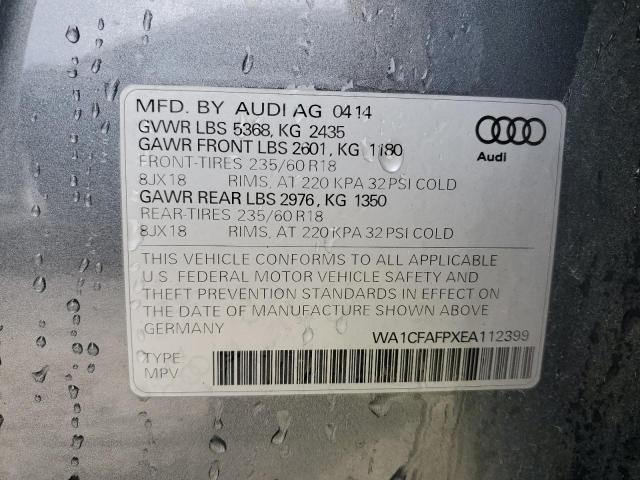 MFD. BY AUDI AG 0414
GVWR LBS 5368, KG 2435
GAWR FRONT LBS 2601, KG 1180
FRONT-TIRES 235/60 R18
8JX18 RIMS, AT 220 KPA 32 PSI COLD
GAWR REAR LBS 2976, KG 1350
REAR-TIRES 235/60 R18
8JX18 RIMS, AT 220 KPA 32 PSI COLD
Audi
THIS VEHICLE CONFORMS TO ALL APPLICABLE
U.S. FEDERAL MOTOR VEHICLE SAFETY AND
THEFT PREVENTION STANDARDS IN EFFECT ON
THE DATE OF MANUFACTURE SHOWN ABOVE
GERMANY
WA1CFAFPXEA112399
TYPE
MPV